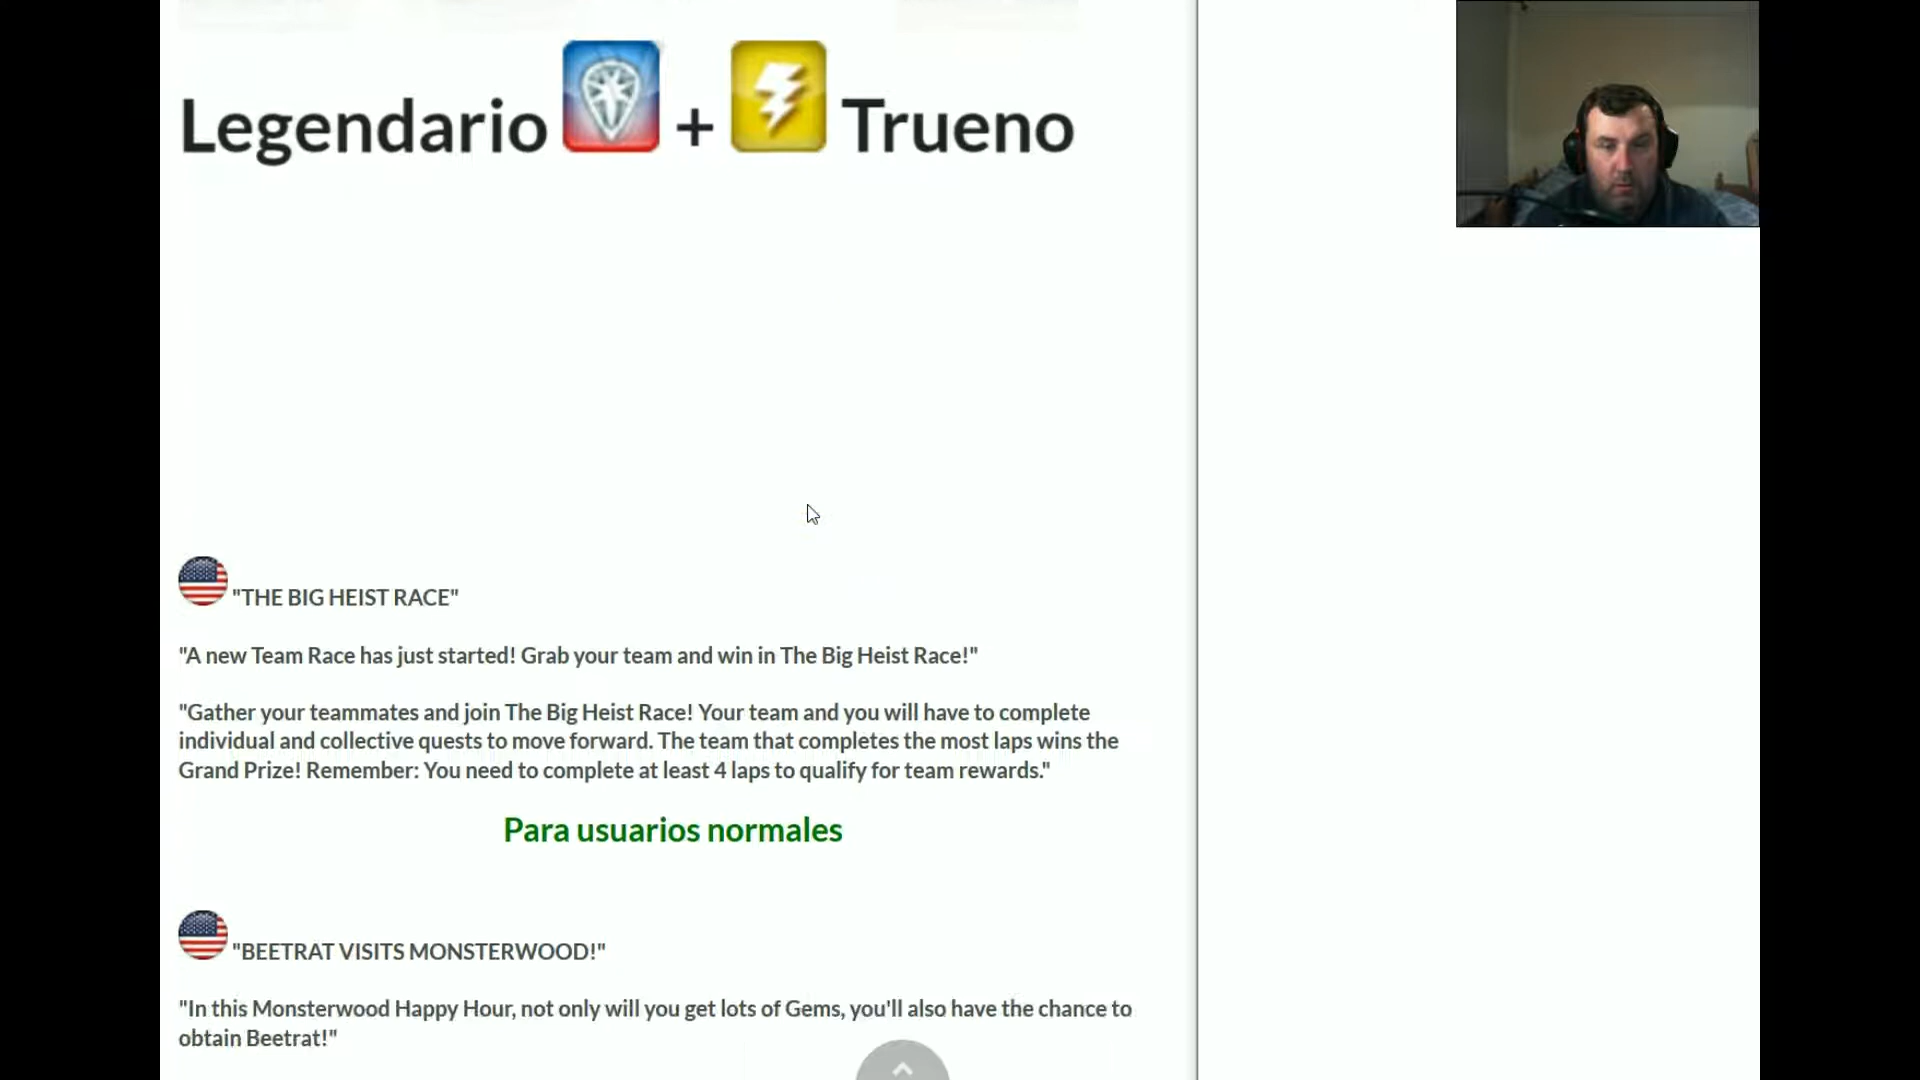 Legendario + Trueno
"THE BIG HEIST RACE"
"A new Team Race has just started! Grab your team and win in The Big Heist Race!"
"Gather your teammates and join The Big Heist Race! Your team and you will have to complete
individual and collective quests to move forward. The team that completes the most laps wins the
Grand Prize! Remember: You need to complete at least 4 laps to qualify for team rewards."
Para usuarios normales
"BEETRAT VISITS MONSTERWOOD!"
"In this Monsterwood Happy Hour, not only will you get lots of Gems, you'll also have the chance to
obtain Beetrat!"